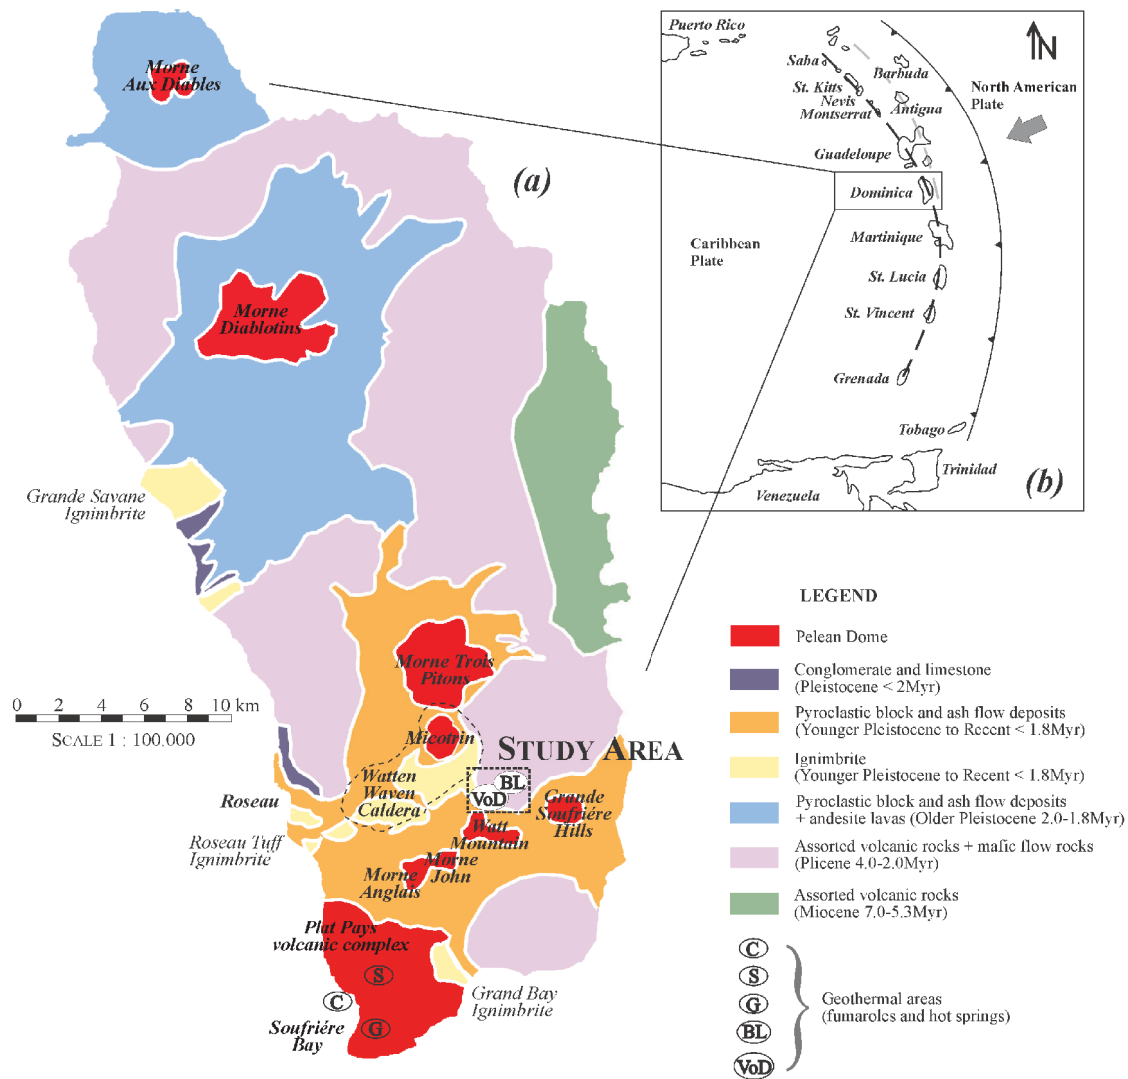 Morne
Aux Diables
(a)
Morne
Diablotins
Grande Savane
Ignimbrite
Morne Trois
Pitons
0 2 4 6 8 10 km
SCALE 1 : 100.000
Micotrin
STUDY AREA
Watten
Waven
Caldera
BL
VoD
Roseau
Grande
Soufriére
Hills
Roseau Tuff
Ignimbrite
Watt
Mountain
Morne
John
Morne
Anglais
Plat Pays
volcanic complex
S
C
Grand Bay
Ignimbrite
Soufriére
Bay
G
Puerto Rico
N
Saba
Barbuda
St. Kitts
Nevis
Montserrat
Antigua
North American
Plate
Guadeloupe
Dominica
Martinique
Caribbean
Plate
St. Lucia
St. Vincent
Grenada
Tobago
Trinidad
Venezuela
(b)
LEGEND
Pelean Dome
Conglomerate and limestone
(Pleistocene < 2Myr)
Pyroclastic block and ash flow deposits
(Younger Pleistocene to Recent < 1.8Myr)
Ignimbrite
(Younger Pleistocene to Recent < 1.8Myr)
Pyroclastic block and ash flow deposits
+ andesite lavas (Older Pleistocene 2.0-1.8Myr)
Assorted volcanic rocks + mafic flow rocks
(Plicene 4.0-2.0Myr)
Assorted volcanic rocks
(Miocene 7.0-5.3Myr)
C
S
G
BL
VoD
Geothermal areas
(fumaroles and hot springs)